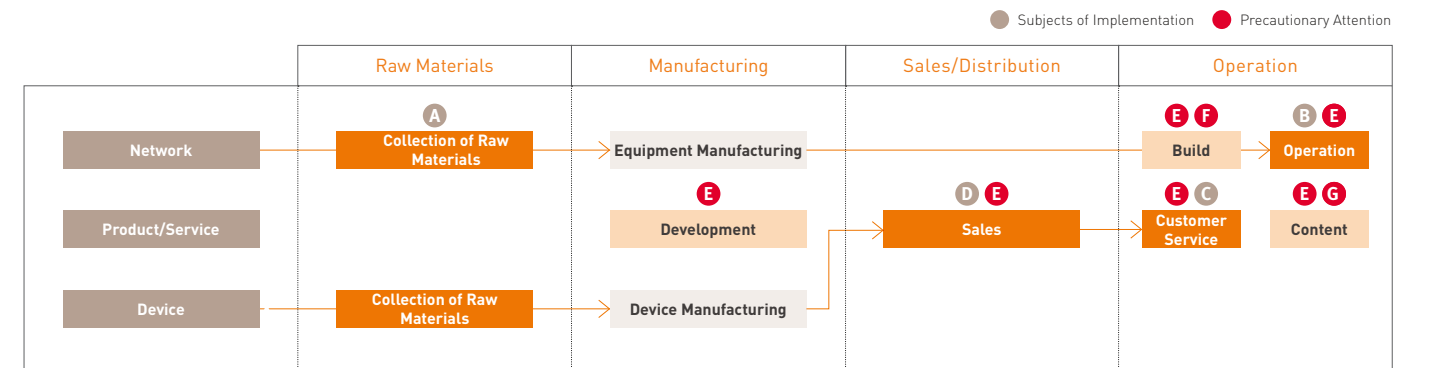 Subjects of Implementation Precautionary Attention
Raw Materials Manufacturing Sales/Distribution Operation
A E F B E
Network Collection of Raw
Materials Equipment Manufacturing Build Operation
E D E E C E G
Product/Service Development Sales Customer
Service Content
Device Collection of Raw
Materials Device Manufacturing